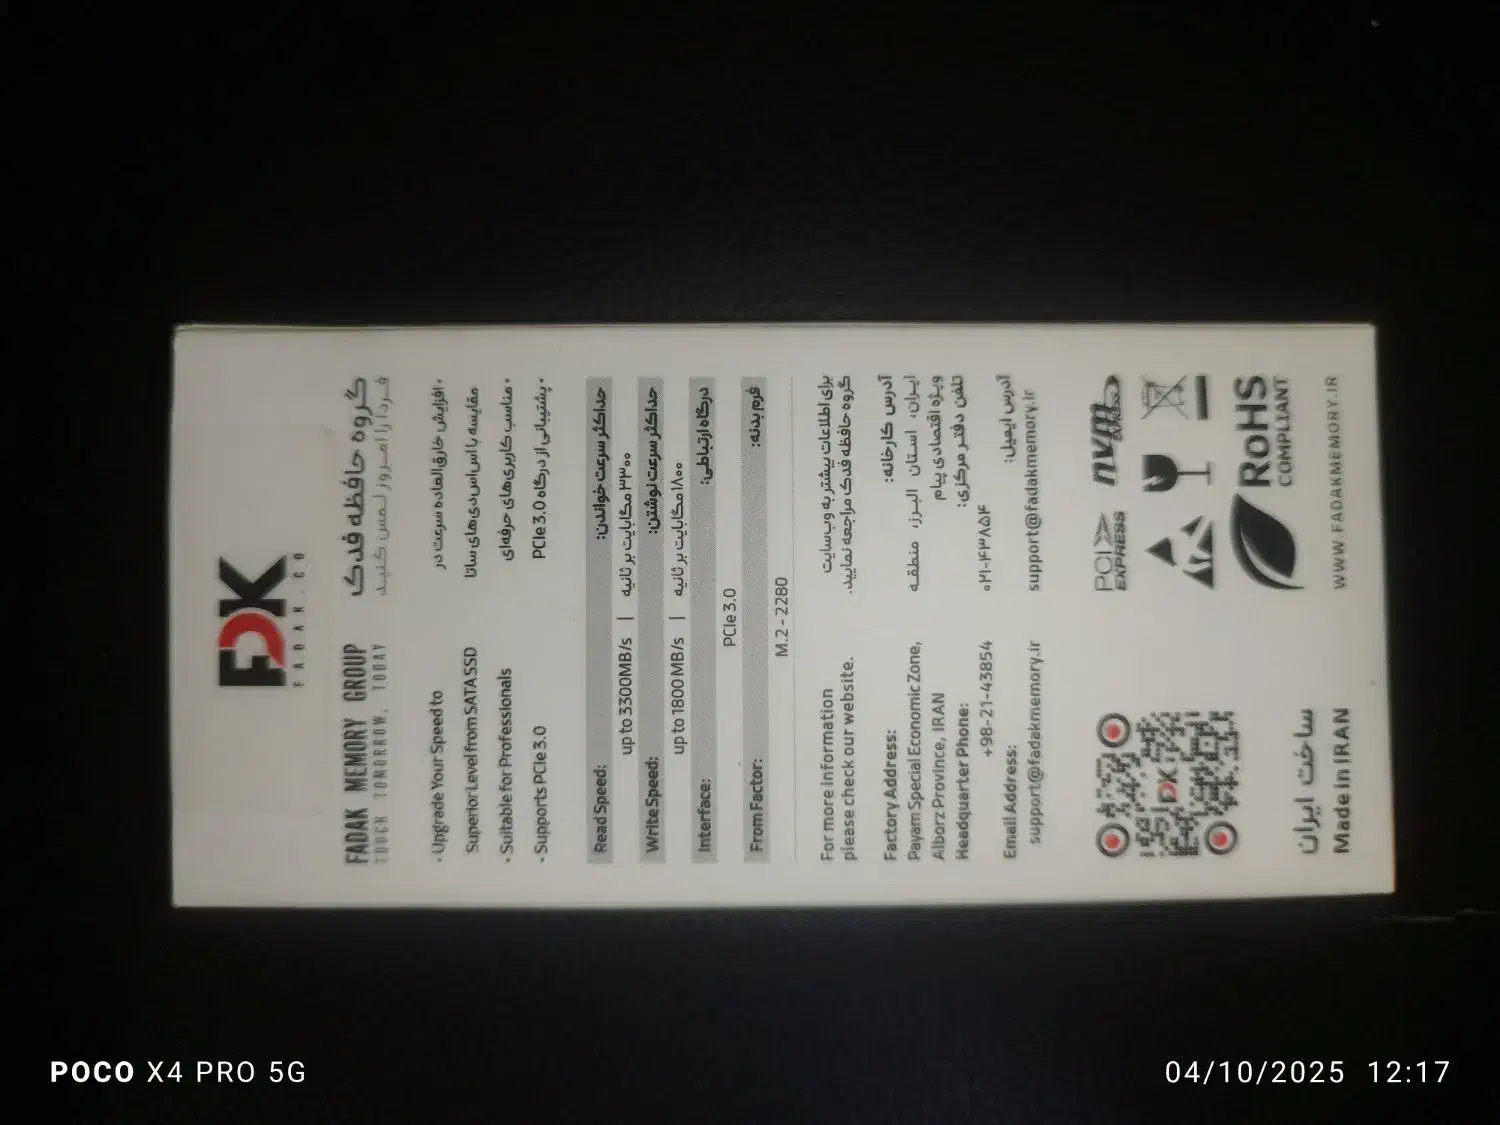 FDK
FADAK.CO
FADAK MEMORY GROUP
TOUCH TOMORROW, TODAY
گروه حافظه فدک
فردا را امروز لمس کنید
• Upgrade Your Speed to
Superior Level from SATA SSD
• Suitable for Professionals
• Supports PCIe 3.0
• افزایش خارق‌العاده سرعت در
مقایسه با اس‌اس‌دی‌های ساتا
• مناسب کاربری‌های حرفه‌ای
• پشتیبانی از درگاه PCIe 3.0
Read Speed: حداکثر سرعت خواندن:
up to 3300MB/s | ۳۳۰۰ مگابایت بر ثانیه
Write Speed: حداکثر سرعت نوشتن:
up to 1800MB/s | ۱۸۰۰ مگابایت بر ثانیه
Interface: درگاه ارتباطی:
PCIe 3.0
From Factor: فرم بدنه:
M.2 - 2280
For more information
please check our website.
برای اطلاعات بیشتر به وب‌سایت
گروه حافظه فدک مراجعه نمایید.
Factory Address:
Payam Special Economic Zone,
Alborz Province, IRAN
Headquarter Phone:
+98-21-43854
Email Address:
support@fadakmemory.ir
آدرس کارخانه:
ایران، استان البرز، منطقه
ویژه اقتصادی پیام
تلفن دفتر مرکزی:
۰۲۱-۴۳۸۵۴
آدرس ایمیل:
support@fadakmemory.ir
FDK
PCI EXPRESS
nvm EXPRESS
RoHS
COMPLIANT
ساخت ایران
Made in IRAN
WWW.FADAKMEMORY.IR
POCO X4 PRO 5G
04/10/2025 12:17